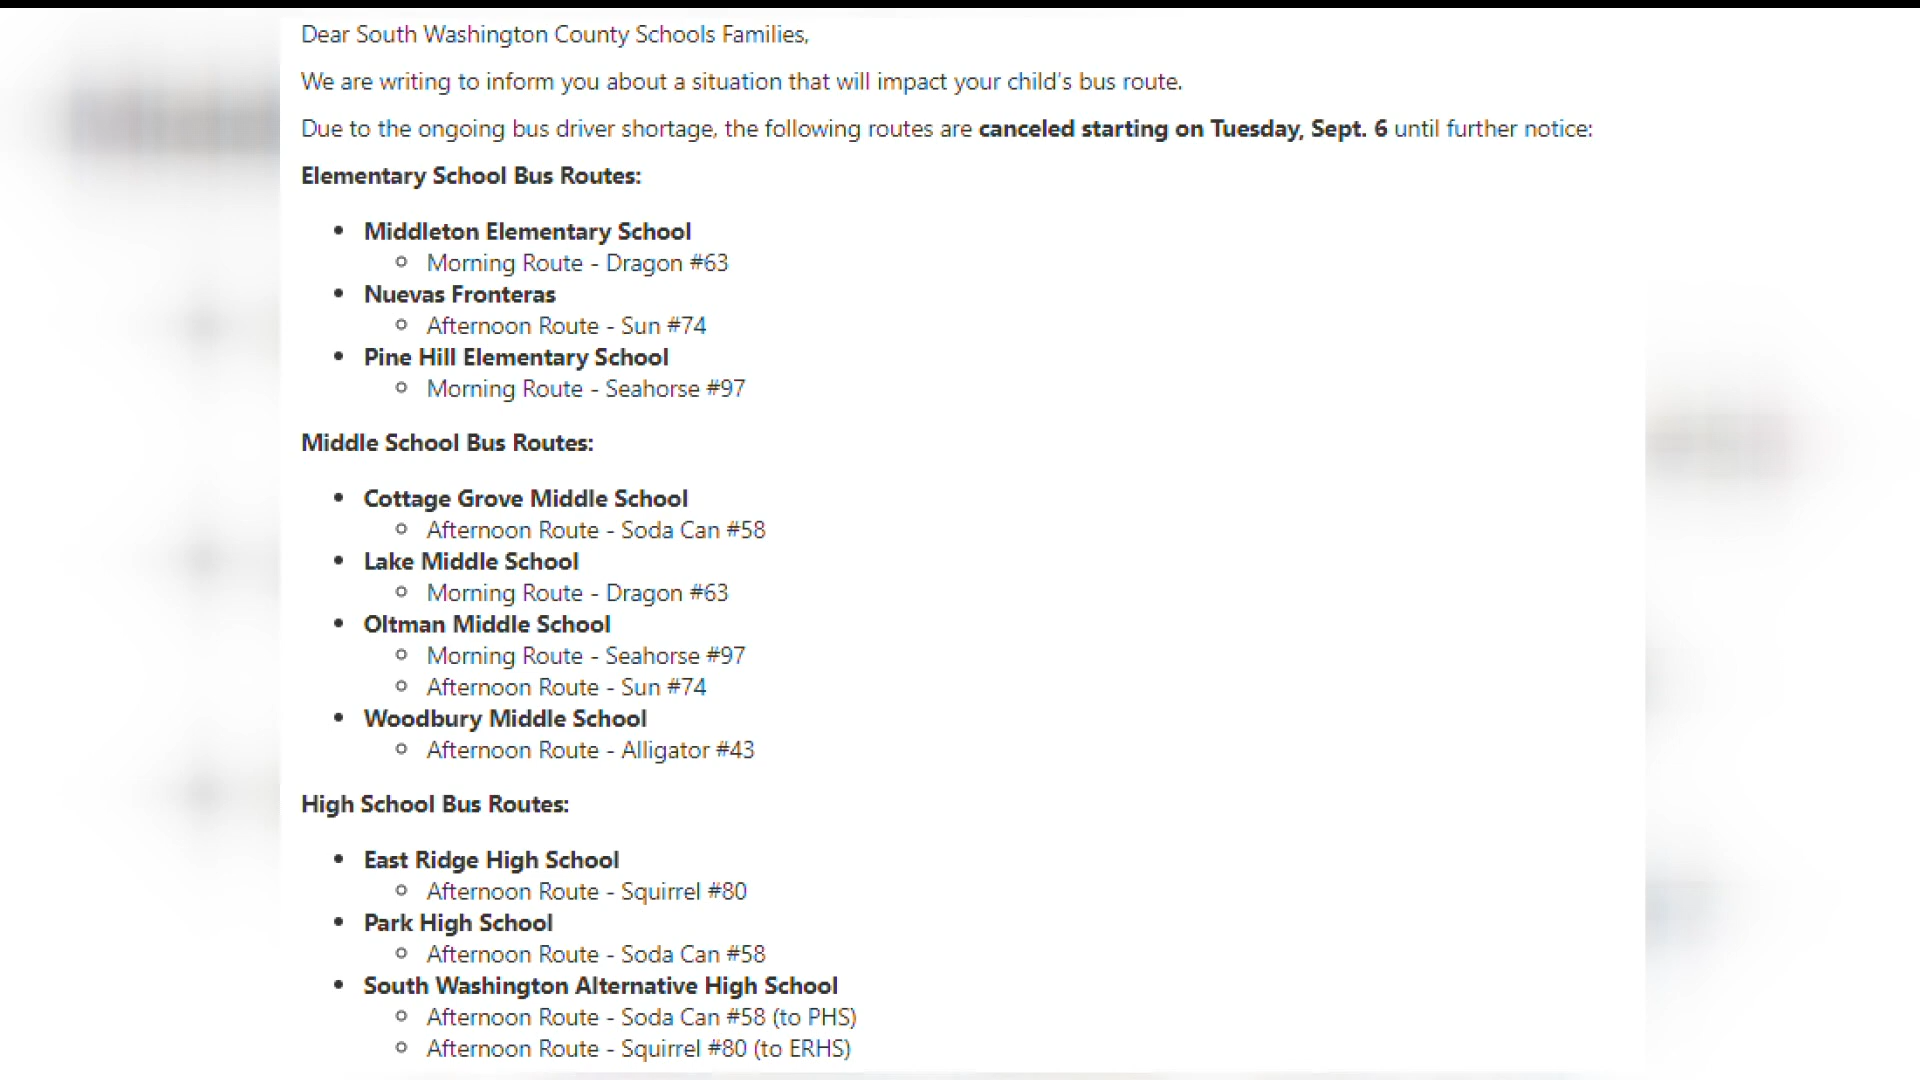 Dear South Washington County Schools Families,
We are writing to inform you about a situation that will impact your child's bus route.
Due to the ongoing bus driver shortage, the following routes are canceled starting on Tuesday, Sept. 6 until further notice:
Elementary School Bus Routes:
• Middleton Elementary School
○ Morning Route - Dragon #63
• Nuevas Fronteras
○ Afternoon Route - Sun #74
• Pine Hill Elementary School
○ Morning Route - Seahorse #97
Middle School Bus Routes:
• Cottage Grove Middle School
○ Afternoon Route - Soda Can #58
• Lake Middle School
○ Morning Route - Dragon #63
• Oltman Middle School
○ Morning Route - Seahorse #97
○ Afternoon Route - Sun #74
• Woodbury Middle School
○ Afternoon Route - Alligator #43
High School Bus Routes:
• East Ridge High School
○ Afternoon Route - Squirrel #80
• Park High School
○ Afternoon Route - Soda Can #58
• South Washington Alternative High School
○ Afternoon Route - Soda Can #58 (to PHS)
○ Afternoon Route - Squirrel #80 (to ERHS)